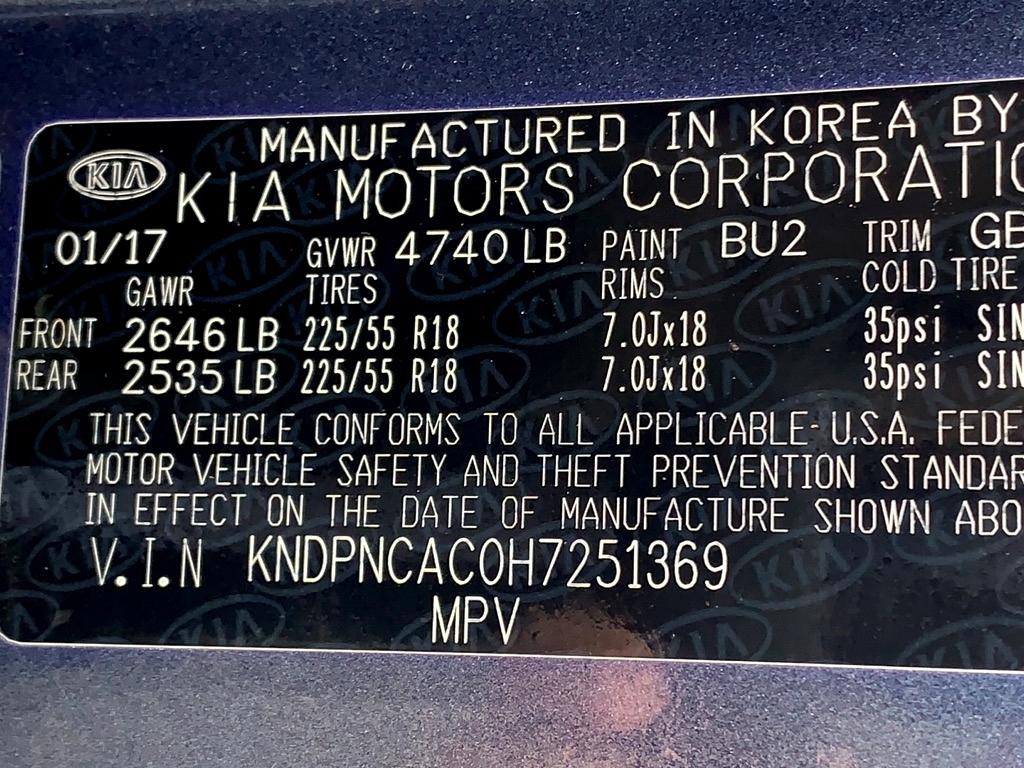 MANUFACTURED IN KOREA BY
KIA
KIA MOTORS CORPORATIO
01/17 GVWR 4740 LB PAINT BU2 TRIM GB
GAWR TIRES RIMS COLD TIRE
FRONT 2646 LB 225/55 R18 7.0Jx18 35psi SIN
REAR 2535 LB 225/55 R18 7.0Jx18 35psi SIN
THIS VEHICLE CONFORMS TO ALL APPLICABLE U.S.A. FEDE
MOTOR VEHICLE SAFETY AND THEFT PREVENTION STANDAR
IN EFFECT ON THE DATE OF MANUFACTURE SHOWN ABO
V.I.N KNDPNCAC0H7251369
MPV